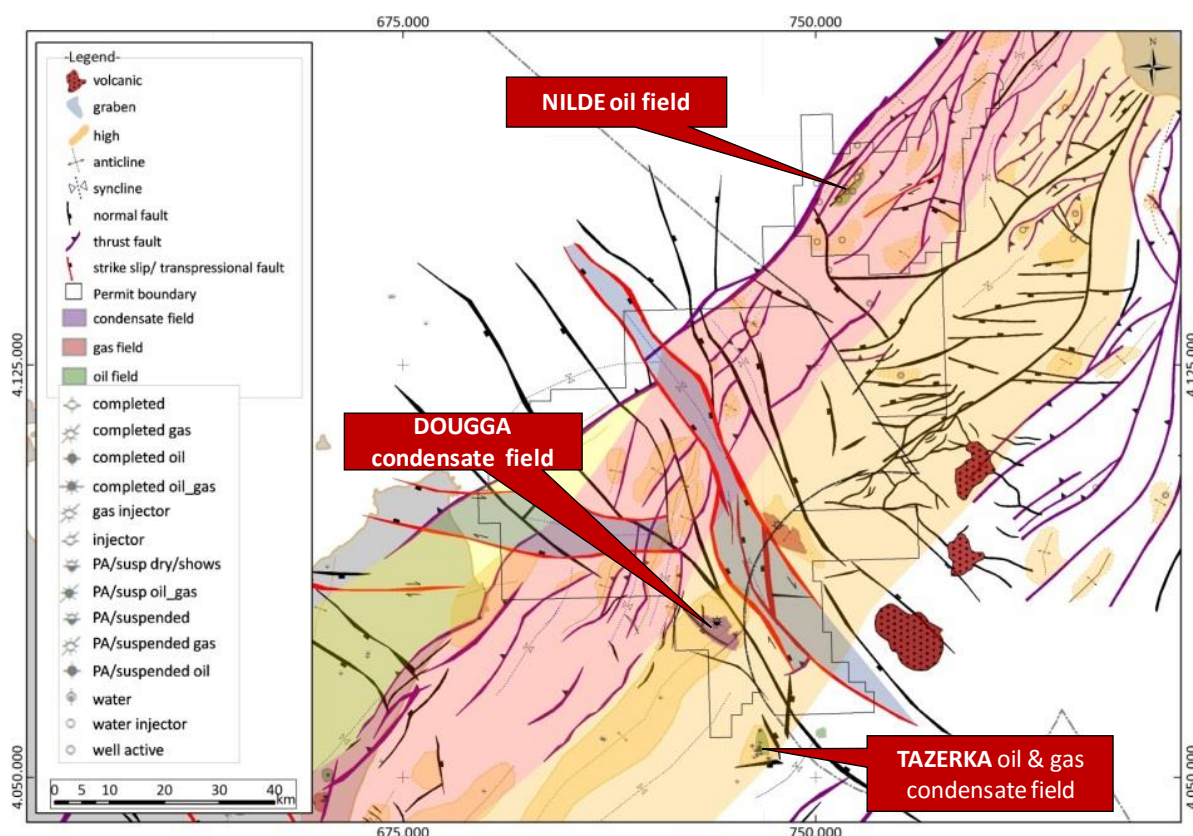 675.000
750.000
-Legend-
volcanic
graben
high
anticline
syncline
normal fault
thrust fault
strike slip/ transpressional fault
Permit boundary
condensate field
gas field
oil field
completed
completed gas
completed oil
completed oil_gas
gas injector
injector
PA/susp dry/shows
PA/susp oil_gas
PA/suspended
PA/suspended gas
PA/suspended oil
water
water injector
well active
0 10 20 30 40
km
N
NILDE oil field
4.125.000
4.125.000
DOUGGA
condensate field
TAZERKA oil & gas
condensate field
4.050.000
4.050.000
675.000
750.000